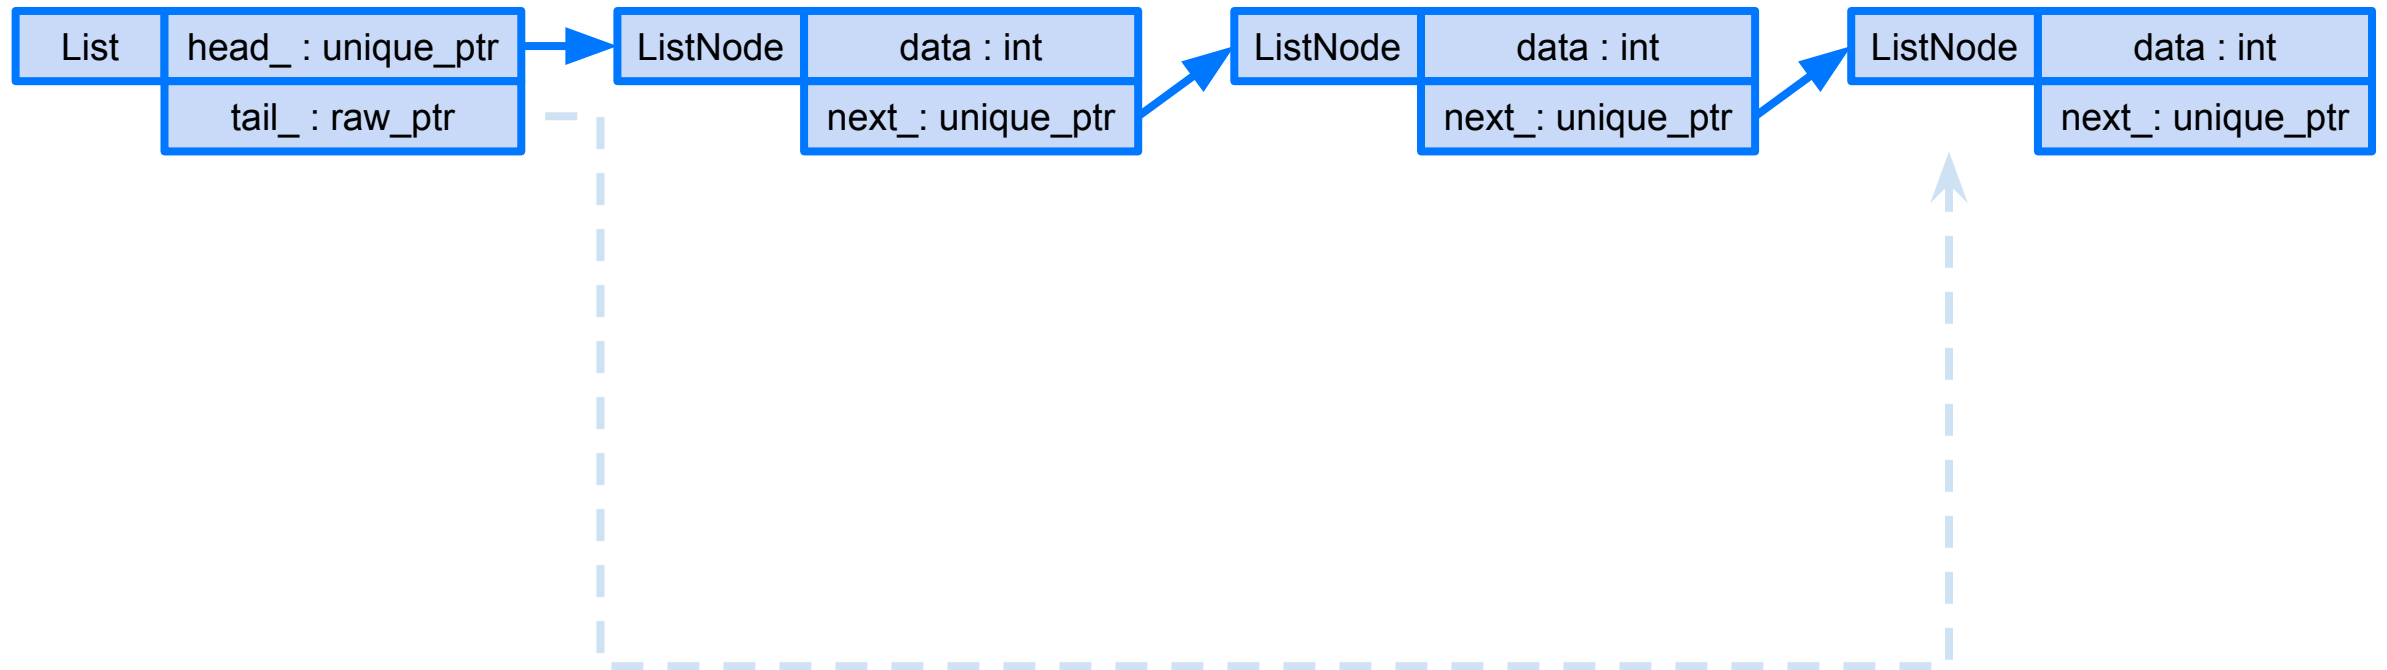 List head_ : unique_ptr ListNode data : int ListNode data : int ListNode data : int
tail_ : raw_ptr next_: unique_ptr next_: unique_ptr next_: unique_ptr